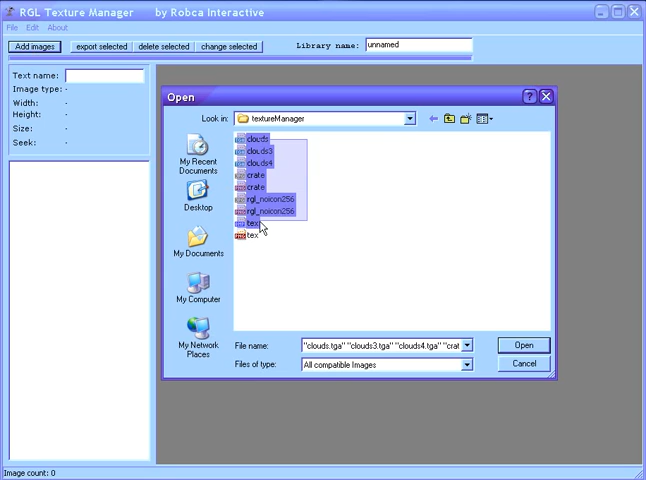 RGL Texture Manager    by Robca Interactive
File  Edit  About
Add images  export selected  delete selected  change selected  Library name:  unnamed
Text name:
Image type: -
Width: -
Height: -
Size: -
Seek: -
Open
Look in:  textureManager
My Recent Documents
Desktop
My Documents
My Computer
My Network Places
clouds
clouds3
clouds4
crate
crate
rgl_noicon256
rgl_noicon256
tex
tex
File name:  "clouds.tga" "clouds3.tga" "clouds4.tga" "crat  Open
Files of type:  All compatible Images  Cancel
Image count: 0